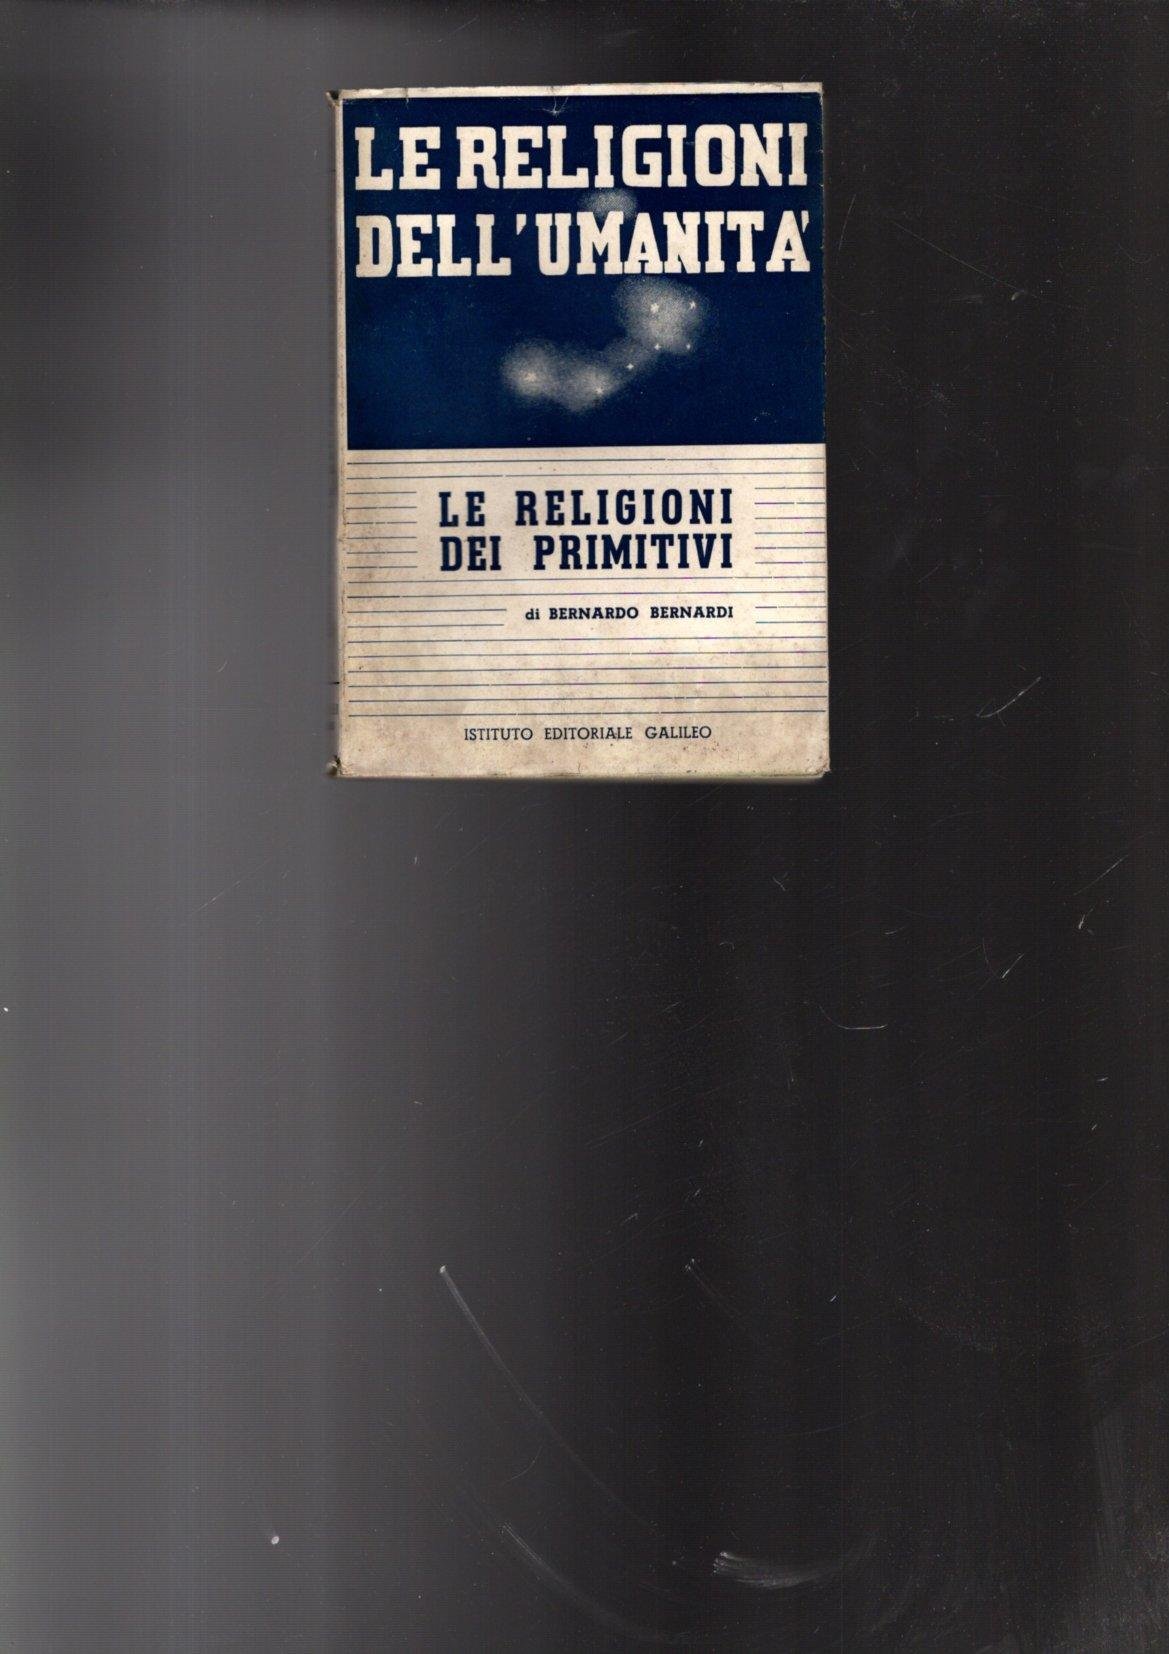 LE RELIGIONI
DELL'UMANITA'
LE RELIGIONI
DEI PRIMITIVI
di BERNARDO BERNARDI
ISTITUTO EDITORIALE GALILEO